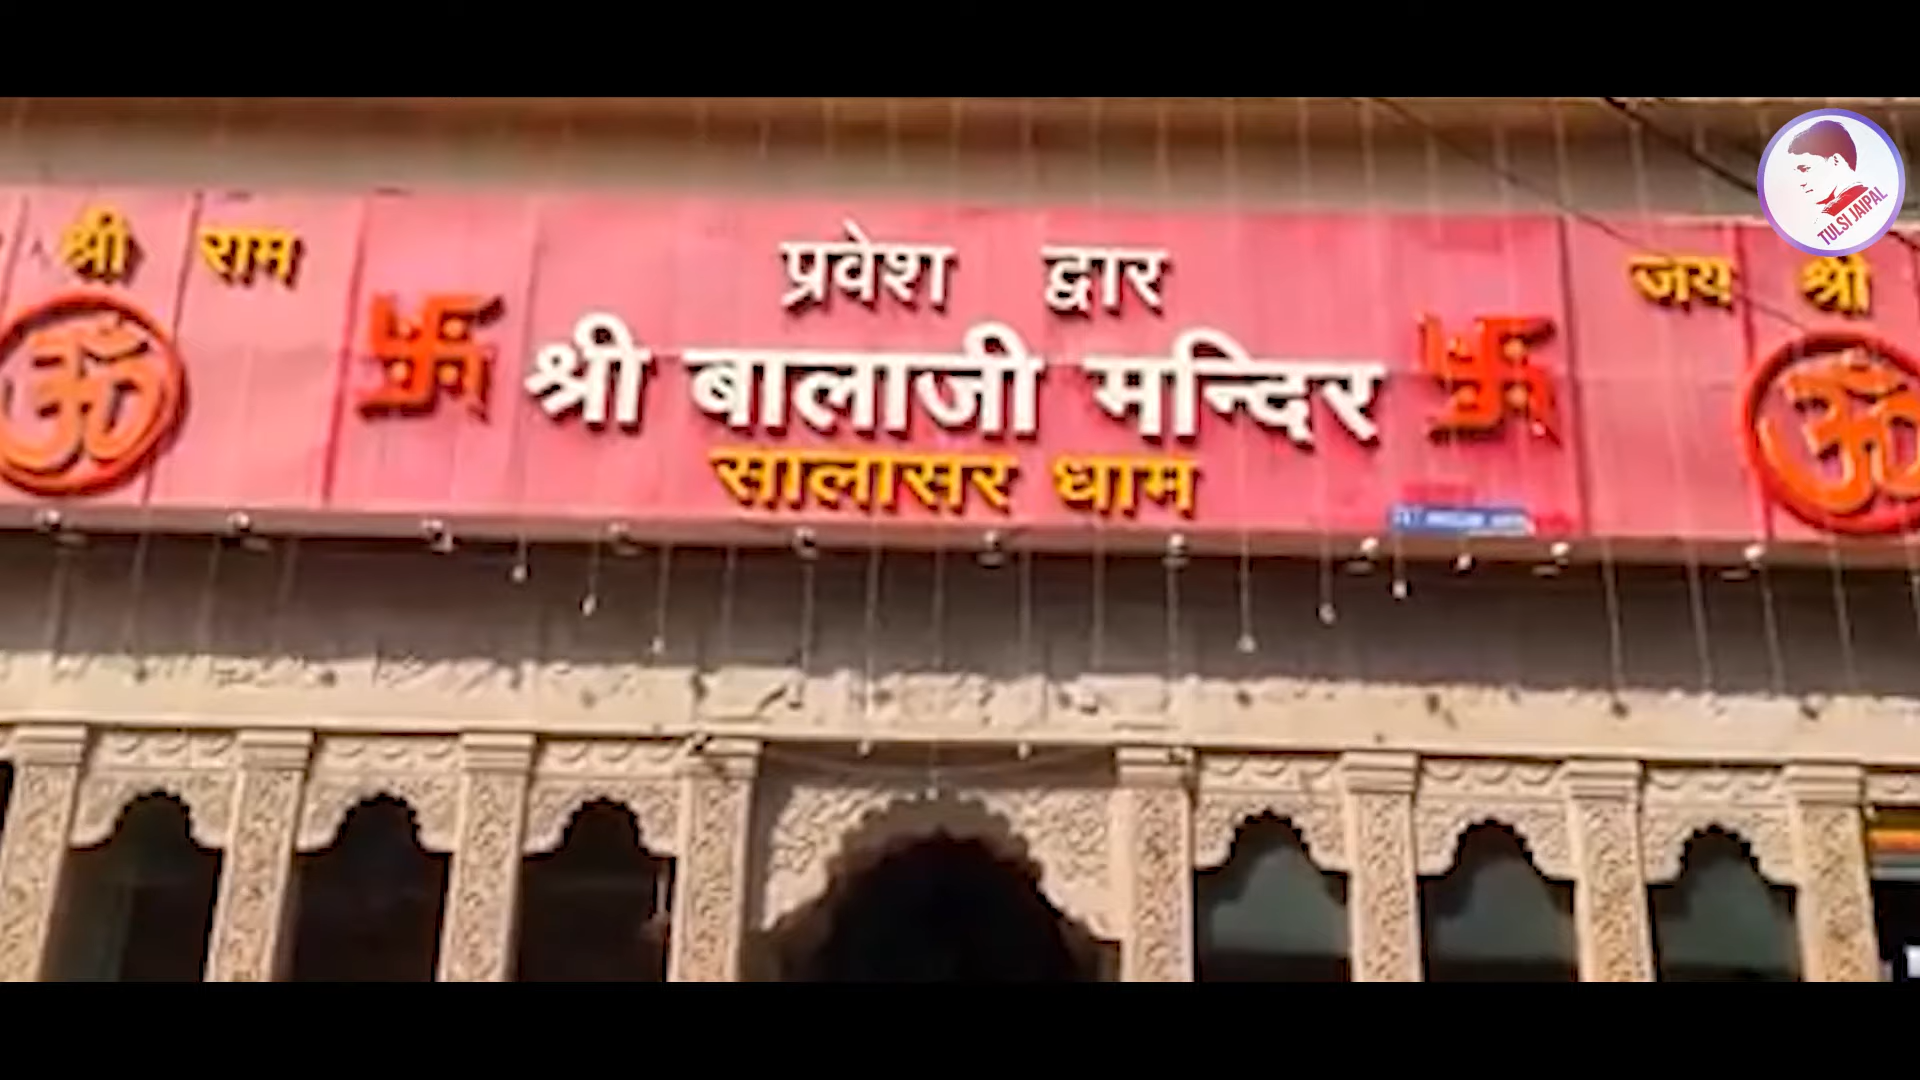 श्री राम
प्रवेश द्वार
श्री बालाजी मन्दिर
सालासर धाम
जय श्री
ॐ
ॐ
TULSI JAIPAL